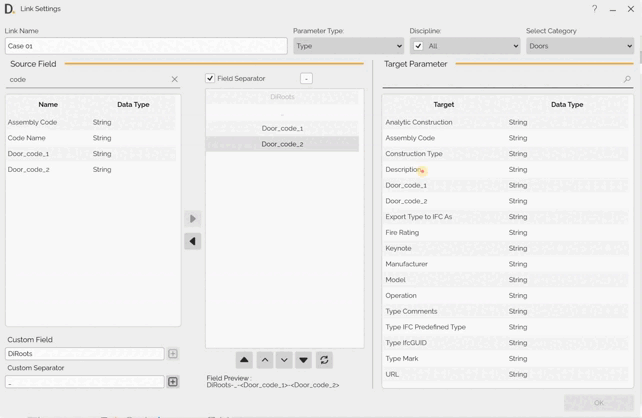 D. Link Settings
Link Name
Parameter Type:
Discipline:
Select Category
Case 01
Type
All
Doors
Source Field
Field Separator
-
Target Parameter
code
Name Data Type
Assembly Code String
Code Name String
Door_code_1 String
Door_code_2 String
DiRoots
-
Door_code_1
Door_code_2
Target Data Type
Analytic Construction String
Assembly Code String
Construction Type String
Description String
Door_code_1 String
Door_code_2 String
Export Type to IFC As String
Fire Rating String
Keynote String
Manufacturer String
Model String
Operation String
Type Comments String
Type IFC Predefined Type String
Type IfcGUID String
Type Mark String
URL String
Custom Field
DiRoots
Custom Separator
_
Field Preview :
DiRoots-_-<Door_code_1>-<Door_code_2>
OK